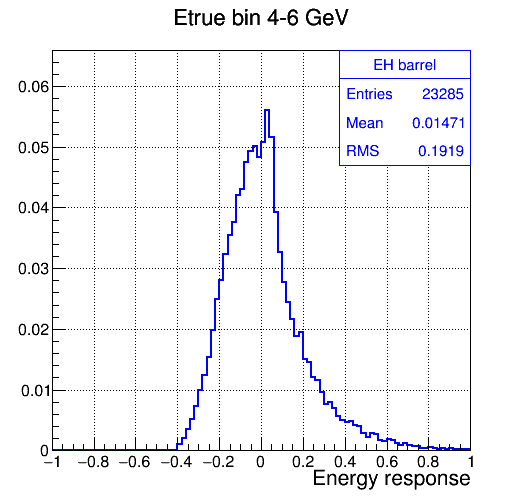 Etrue bin 4-6 GeV
EH barrel
Entries 23285
Mean 0.01471
RMS 0.1919
0.06
0.05
0.04
0.03
0.02
0.01
0
−1 −0.8 −0.6 −0.4 −0.2 0 0.2 0.4 0.6 0.8 1
Energy response